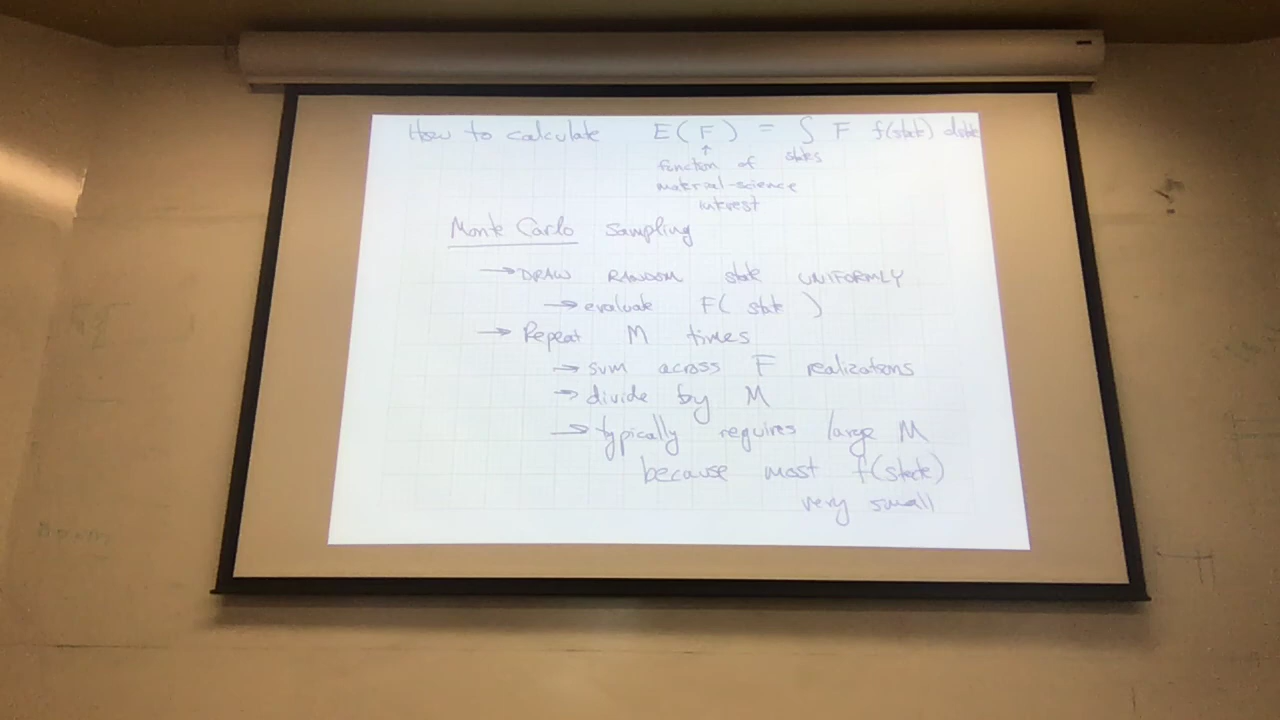 How to calculate E(F) = ∫ F f(state) dstate
↑ states
function of
material-science
interest
Monte Carlo sampling
→ DRAW RANDOM state UNIFORMLY
→ evaluate F( state )
→ Repeat M times
→ sum across F realizations
→ divide by M
→ typically requires large M
because most f(state)
very small